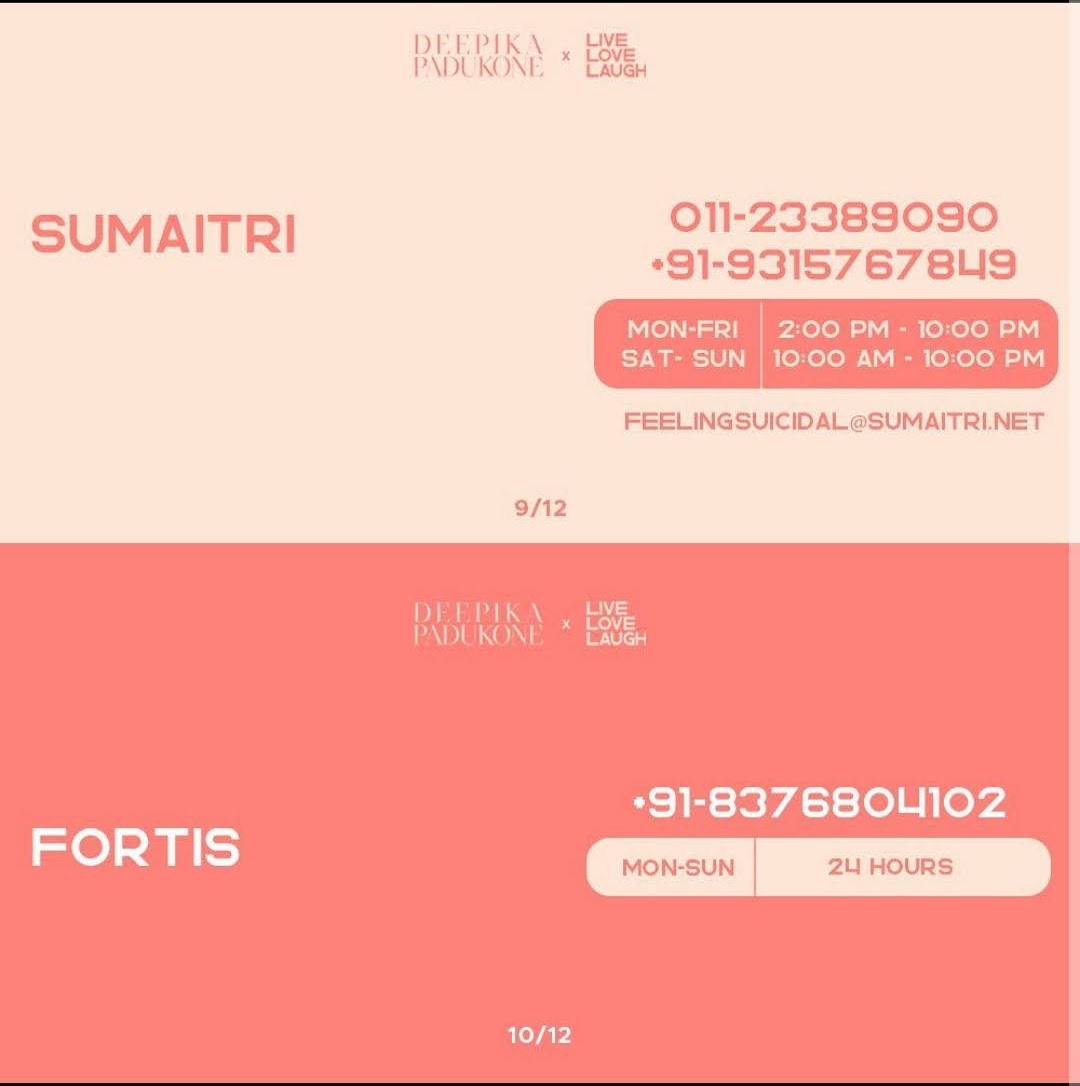 DEEPIKA
PADUKONE
x
LIVE
LOVE
LAUGH
SUMAITRI
011-23389090
+91-9315767849
MON-FRI 2:00 PM - 10:00 PM
SAT- SUN 10:00 AM - 10:00 PM
FEELINGSUICIDAL@SUMAITRI.NET
9/12
DEEPIKA
PADUKONE
x
LIVE
LOVE
LAUGH
FORTIS
+91-8376804102
MON-SUN 24 HOURS
10/12